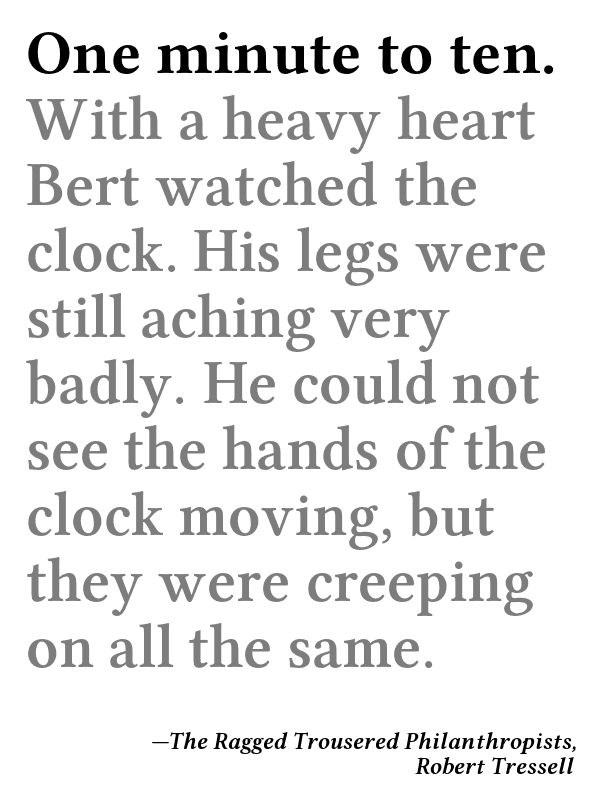 One minute to ten.
With a heavy heart
Bert watched the
clock. His legs were
still aching very
badly. He could not
see the hands of the
clock moving, but
they were creeping
on all the same.
—The Ragged Trousered Philanthropists,
Robert Tressell